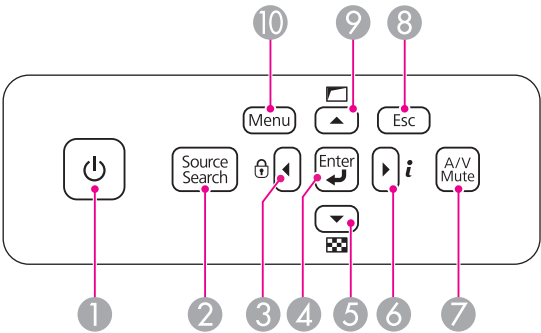 10 9 8
Menu Esc
Source
Search
Enter
i
A/V
Mute
1 2 3 4 5 6 7